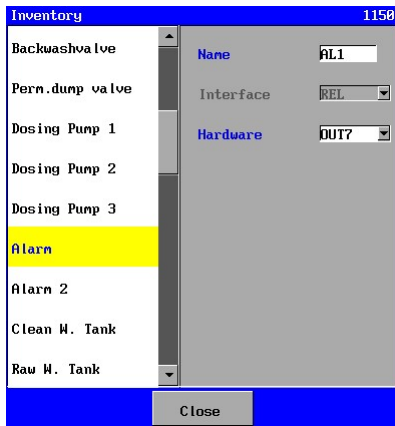 Inventory 1150
Backwashvalve
Perm.dump valve
Dosing Pump 1
Dosing Pump 2
Dosing Pump 3
Alarm
Alarm 2
Clean W. Tank
Raw W. Tank
Name AL1
Interface REL
Hardware OUT7
Close